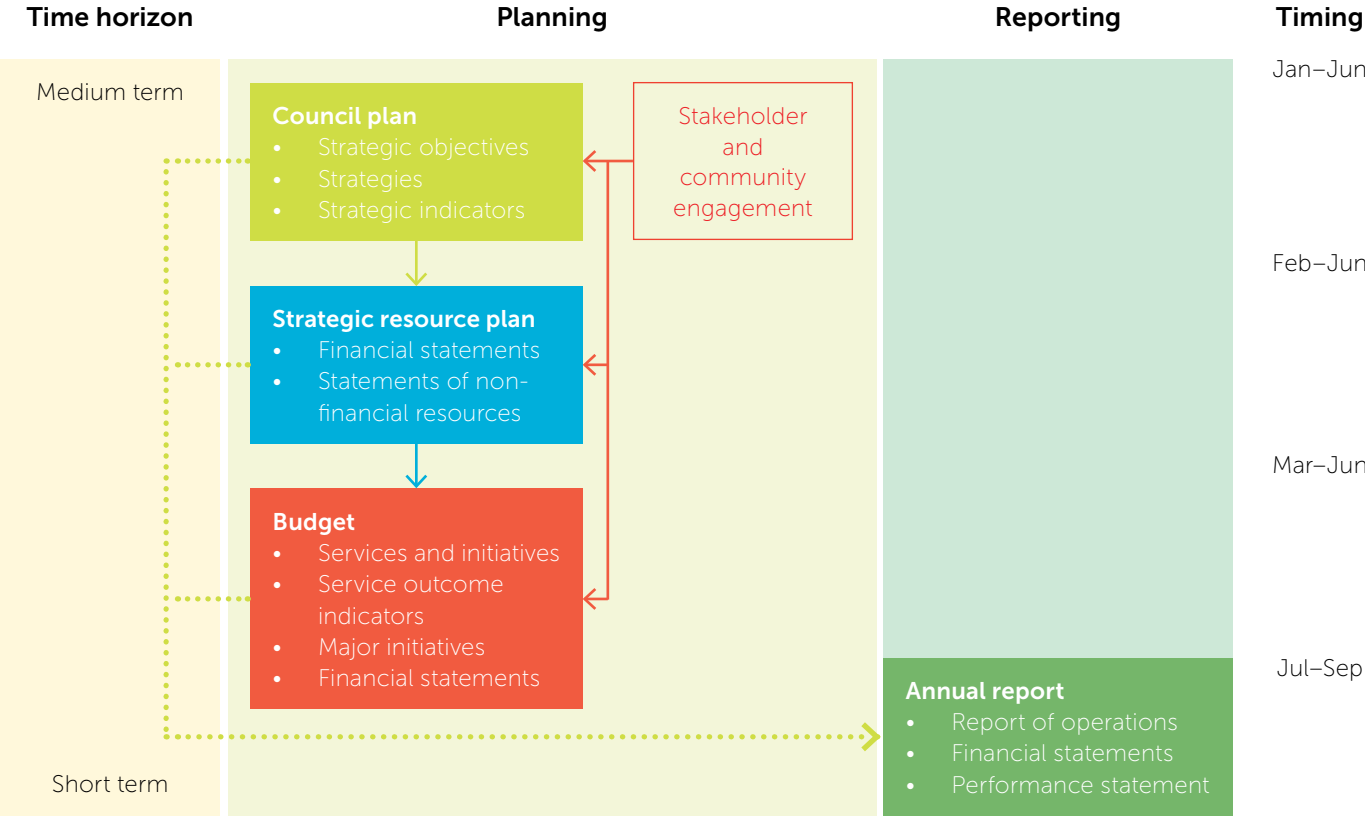 Time horizon
Planning
Reporting
Timing
Medium term
Council plan
• Strategic objectives
• Strategies
• Strategic indicators
Stakeholder
and
community
engagement
Jan–Jun
Strategic resource plan
• Financial statements
• Statements of non-
financial resources
Feb–Jun
Budget
• Services and initiatives
• Service outcome
indicators
• Major initiatives
• Financial statements
Mar–Jun
Annual report
• Report of operations
• Financial statements
• Performance statement
Jul–Sep
Short term